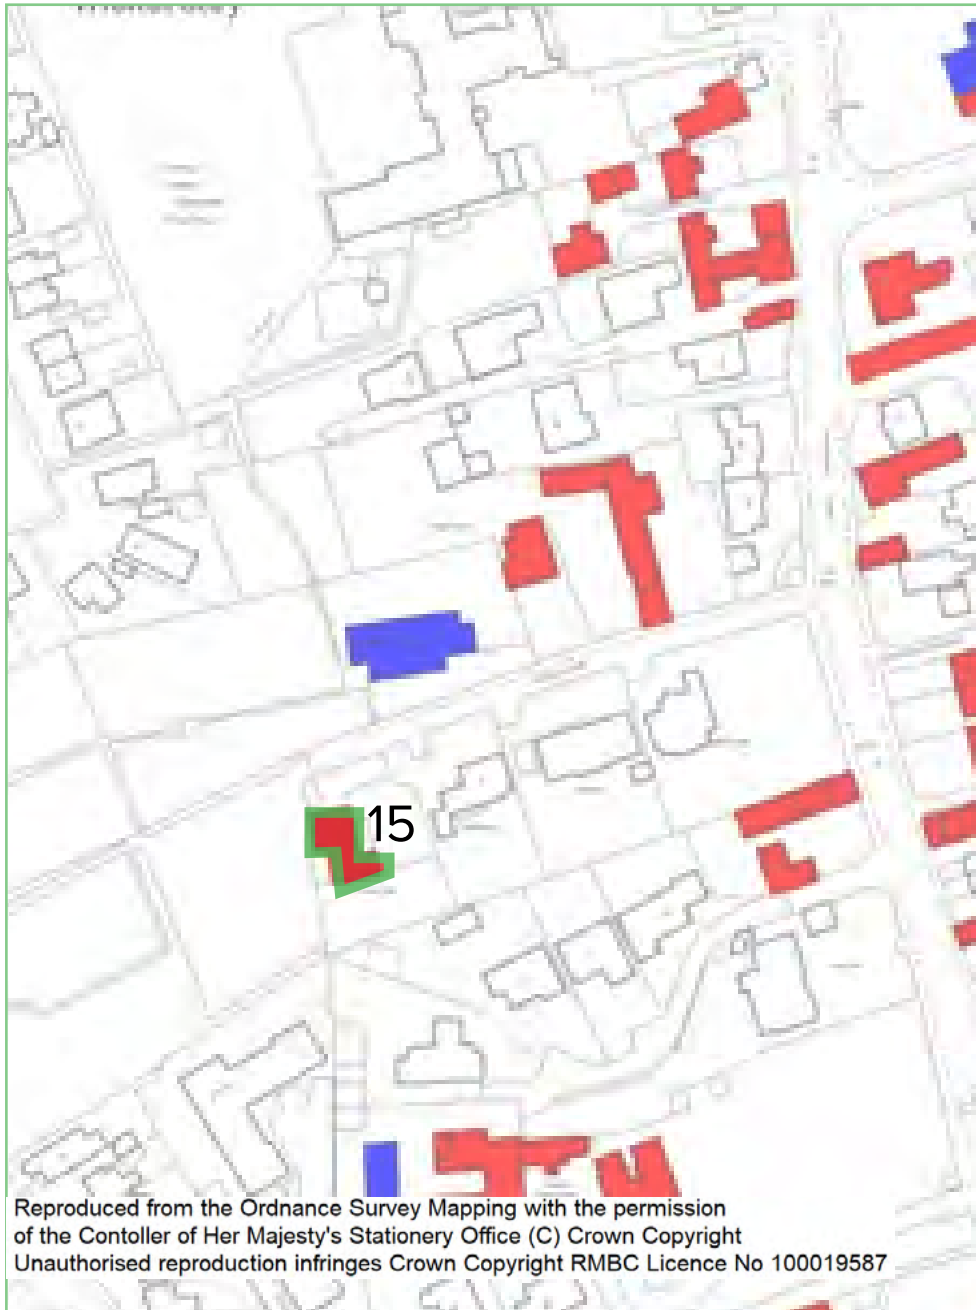 15
Reproduced from the Ordnance Survey Mapping with the permission
of the Contoller of Her Majesty's Stationery Office (C) Crown Copyright
Unauthorised reproduction infringes Crown Copyright RMBC Licence No 100019587